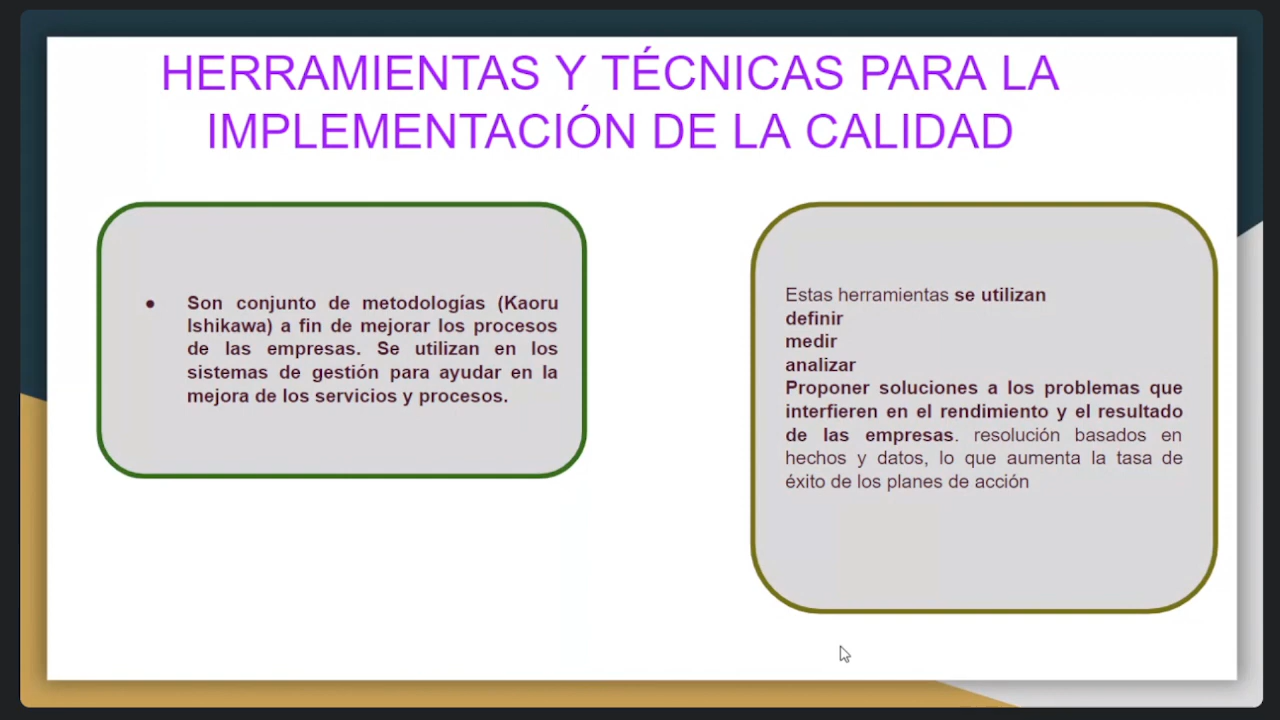 HERRAMIENTAS Y TÉCNICAS PARA LA
IMPLEMENTACIÓN DE LA CALIDAD
● Son conjunto de metodologías (Kaoru
Ishikawa) a fin de mejorar los procesos
de las empresas. Se utilizan en los
sistemas de gestión para ayudar en la
mejora de los servicios y procesos.
Estas herramientas se utilizan
definir
medir
analizar
Proponer soluciones a los problemas que
interfieren en el rendimiento y el resultado
de las empresas. resolución basados en
hechos y datos, lo que aumenta la tasa de
éxito de los planes de acción